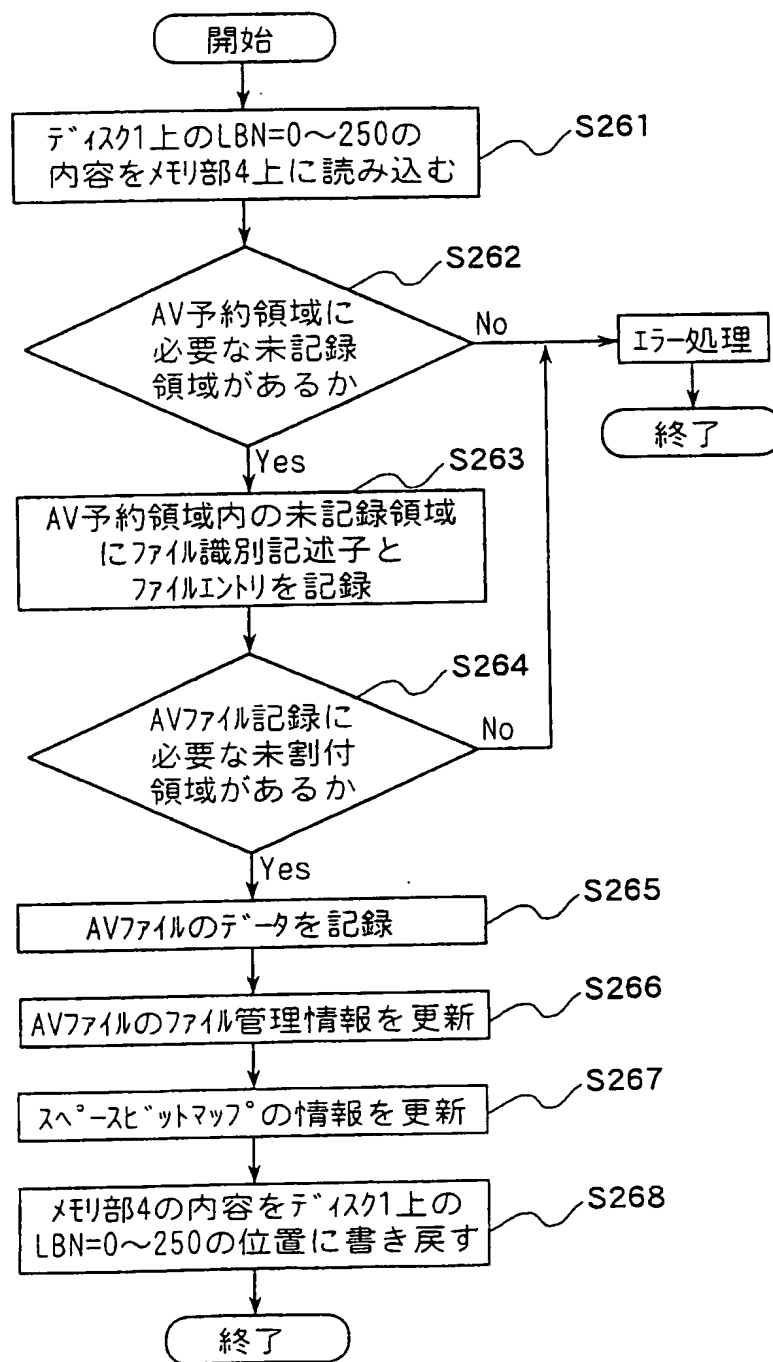 開始
ディスク1上のLBN=0～250の
内容をメモリ部4上に読み込む
S261
S262
AV予約領域に
必要な未記録
領域があるか
No
エラー処理
終了
Yes
S263
AV予約領域内の未記録領域
にファイル識別記述子と
ファイルエントリを記録
S264
AVファイル記録に
必要な未割付
領域があるか
No
Yes
S265
AVファイルのデータを記録
S266
AVファイルのファイル管理情報を更新
S267
スペースビットマップの情報を更新
S268
メモリ部4の内容をディスク1上の
LBN=0～250の位置に書き戻す
終了